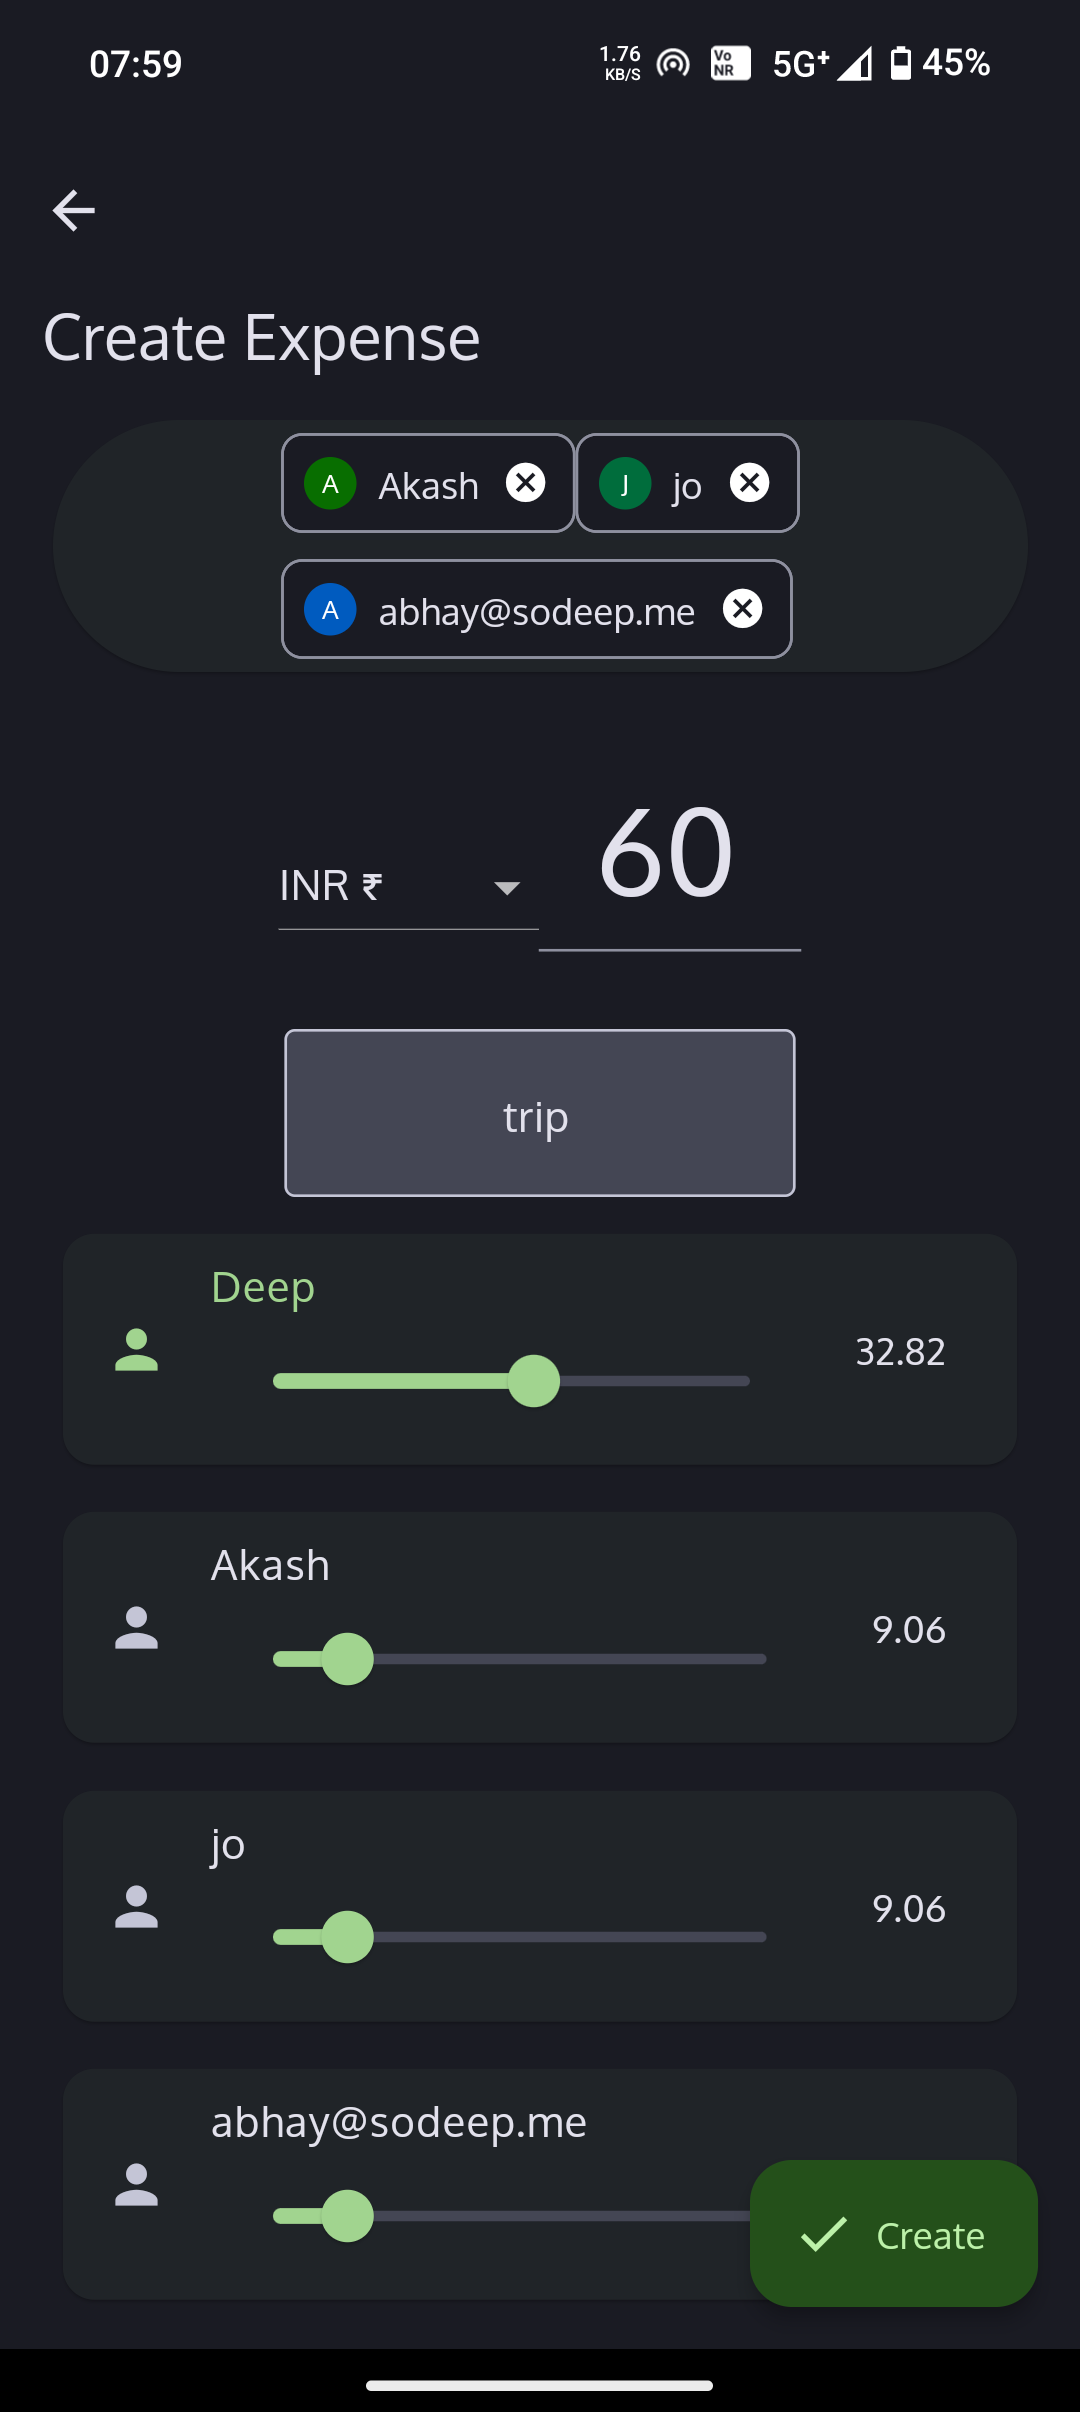 07:59
1.76
KB/S
Vo
NR
5G+
45%
Create Expense
A Akash
J jo
A abhay@sodeep.me
INR ₹
60
trip
Deep
32.82
Akash
9.06
jo
9.06
abhay@sodeep.me
Create